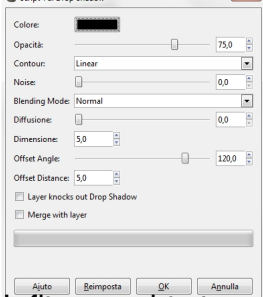 Colore:
Opacità: 75,0
Contour: Linear
Noise: 0,0
Blending Mode: Normal
Diffusione: 0,0
Dimensione: 5,0
Offset Angle: 120,0
Offset Distance: 5,0
Layer knocks out Drop Shadow
Merge with layer
Aiuto Reimposta OK Annulla